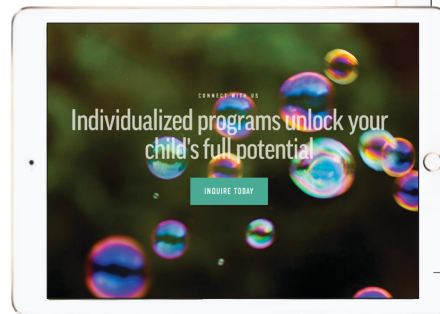 CONNECT WITH US
Individualized programs unlock your
child's full potential
INQUIRE TODAY